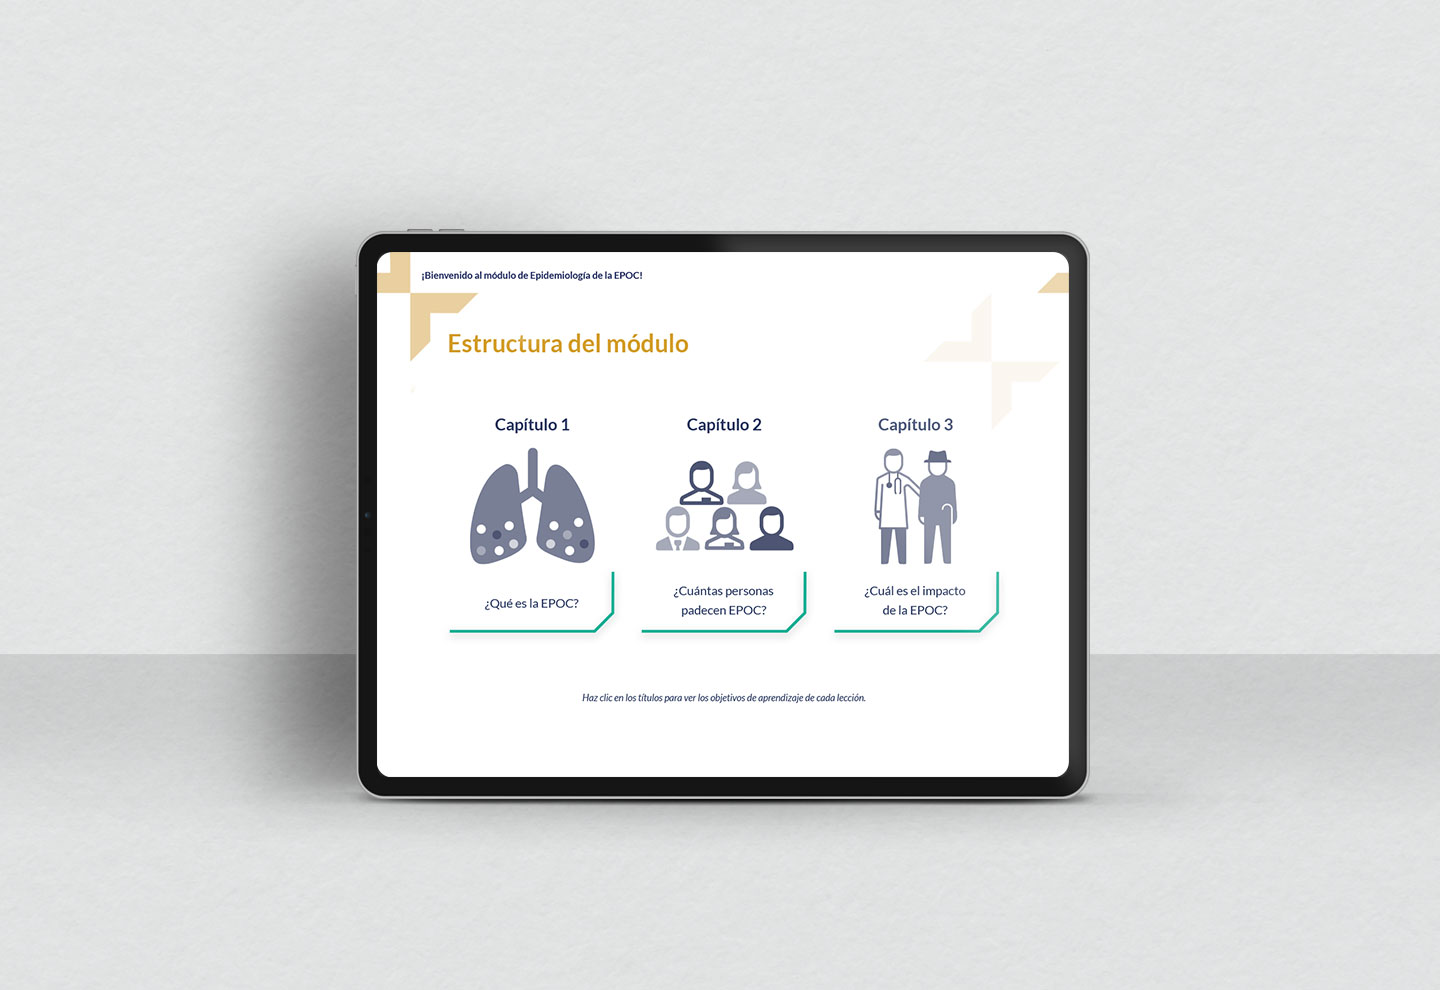 ¡Bienvenido al módulo de Epidemiología de la EPOC!
Estructura del módulo
Capítulo 1
¿Qué es la EPOC?
Capítulo 2
¿Cuántas personas
padecen EPOC?
Capítulo 3
¿Cuál es el impacto
de la EPOC?
Haz clic en los títulos para ver los objetivos de aprendizaje de cada lección.